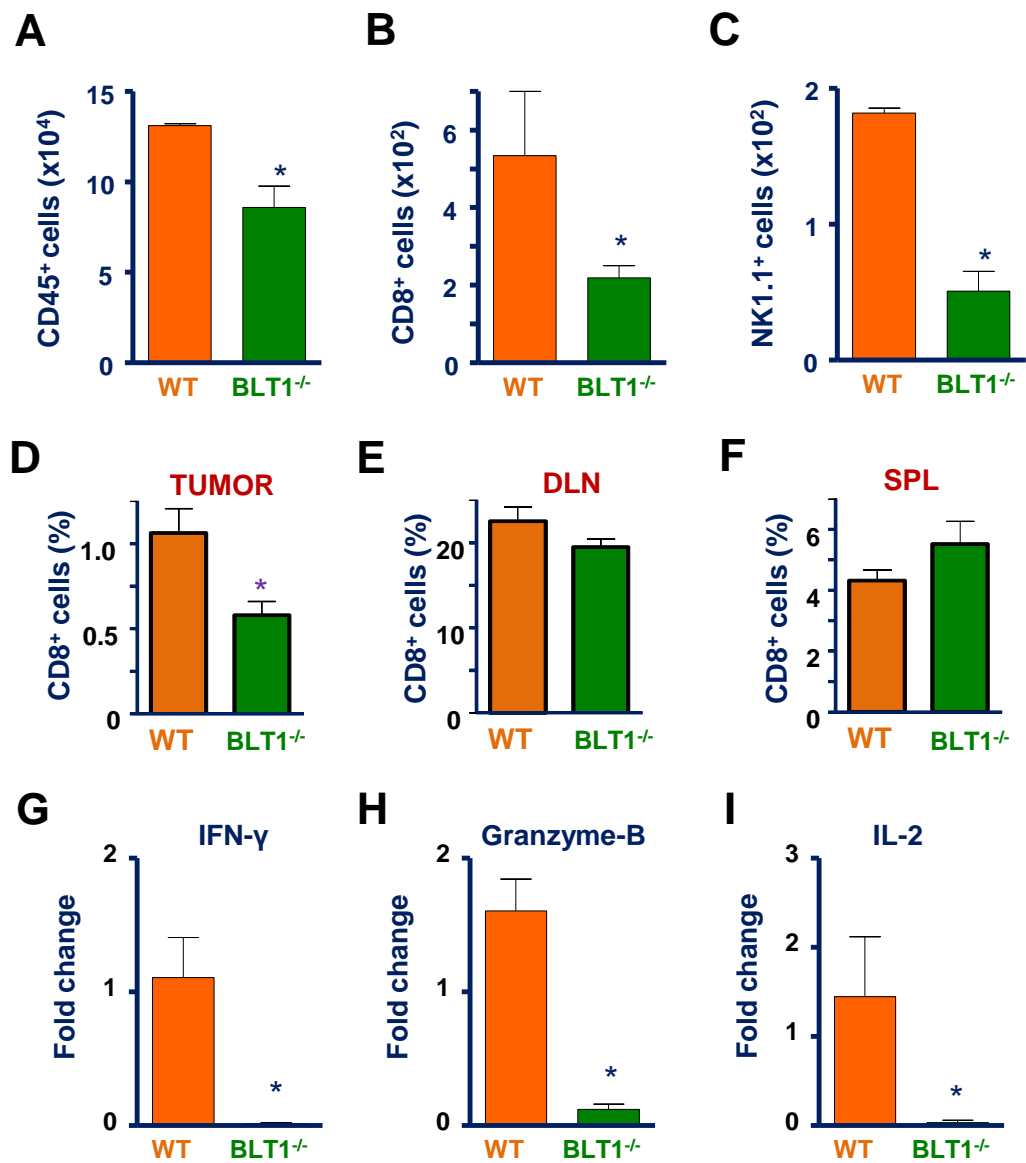 A
B
C
CD45⁺ cells (x10⁴)
15
10
5
0
*
WT
BLT1⁻/⁻
CD8⁺ cells (x10²)
6
4
2
0
*
WT
BLT1⁻/⁻
NK1.1⁺ cells (x10²)
2
1
0
*
WT
BLT1⁻/⁻
D
E
F
TUMOR
CD8⁺ cells (%)
1.0
0.5
0
*
WT
BLT1⁻/⁻
DLN
CD8⁺ cells (%)
20
10
0
WT
BLT1⁻/⁻
SPL
CD8⁺ cells (%)
6
4
2
0
WT
BLT1⁻/⁻
G
H
I
IFN-γ
Fold change
2
1
0
*
WT
BLT1⁻/⁻
Granzyme-B
Fold change
2
1
0
*
WT
BLT1⁻/⁻
IL-2
Fold change
3
2
1
0
*
WT
BLT1⁻/⁻